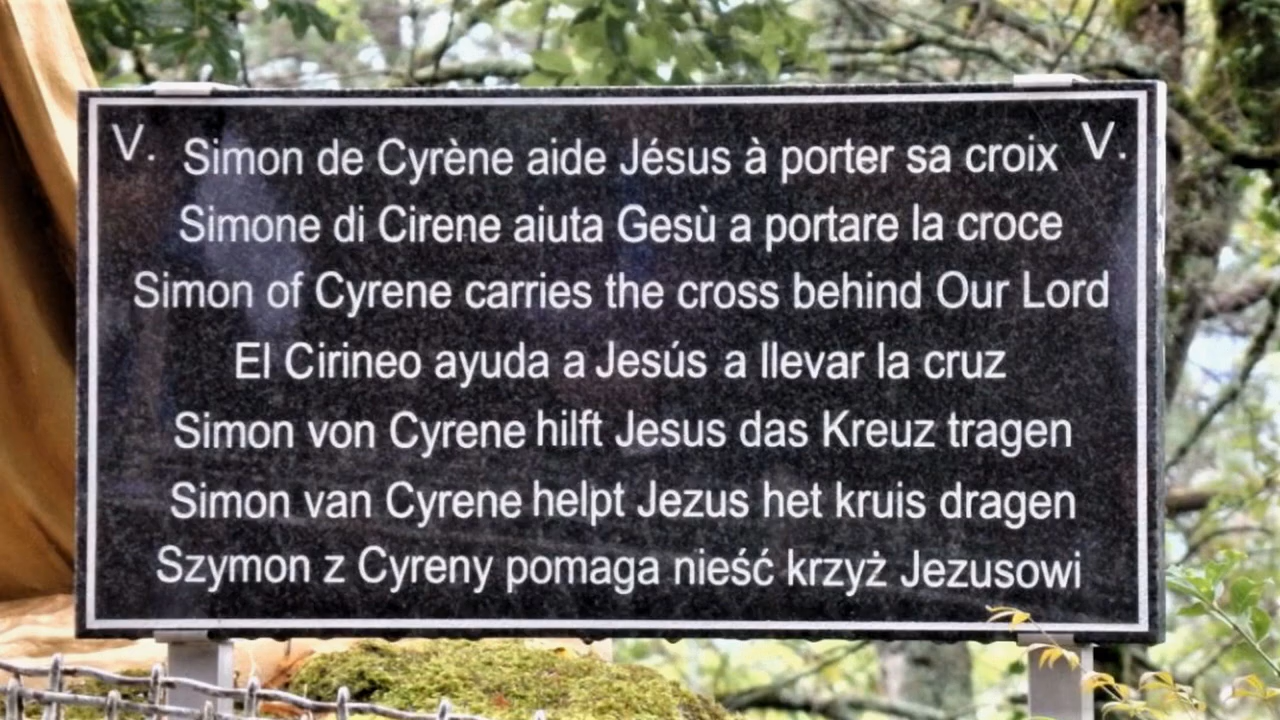 V. Simon de Cyrène aide Jésus à porter sa croix V.
Simone di Cirene aiuta Gesù a portare la croce
Simon of Cyrene carries the cross behind Our Lord
El Cirineo ayuda a Jesús a llevar la cruz
Simon von Cyrene hilft Jesus das Kreuz tragen
Simon van Cyrene helpt Jezus het kruis dragen
Szymon z Cyreny pomaga nieść krzyż Jezusowi